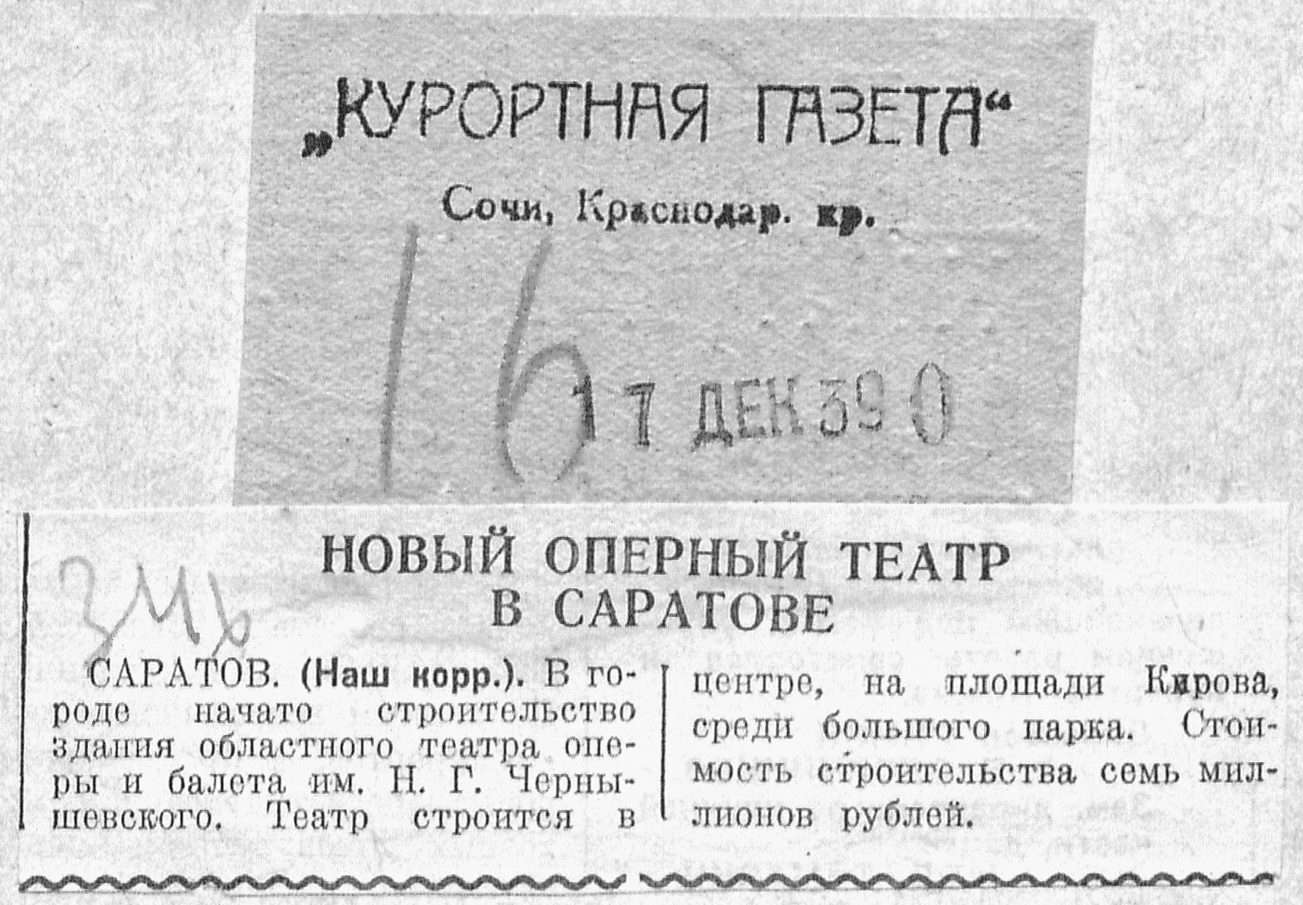 „КУРОРТНАЯ ГАЗЕТА“
Сочи, Краснодар. кр.
16
17 ДЕК 39 0
НОВЫЙ ОПЕРНЫЙ ТЕАТР
В САРАТОВЕ
САРАТОВ. (Наш корр.). В го-
роде начато строительство
здания областного театра опе-
ры и балета им. Н. Г. Черны-
шевского. Театр строится в
центре, на площади Кирова,
среди большого парка. Стои-
мость строительства семь мил-
лионов рублей.